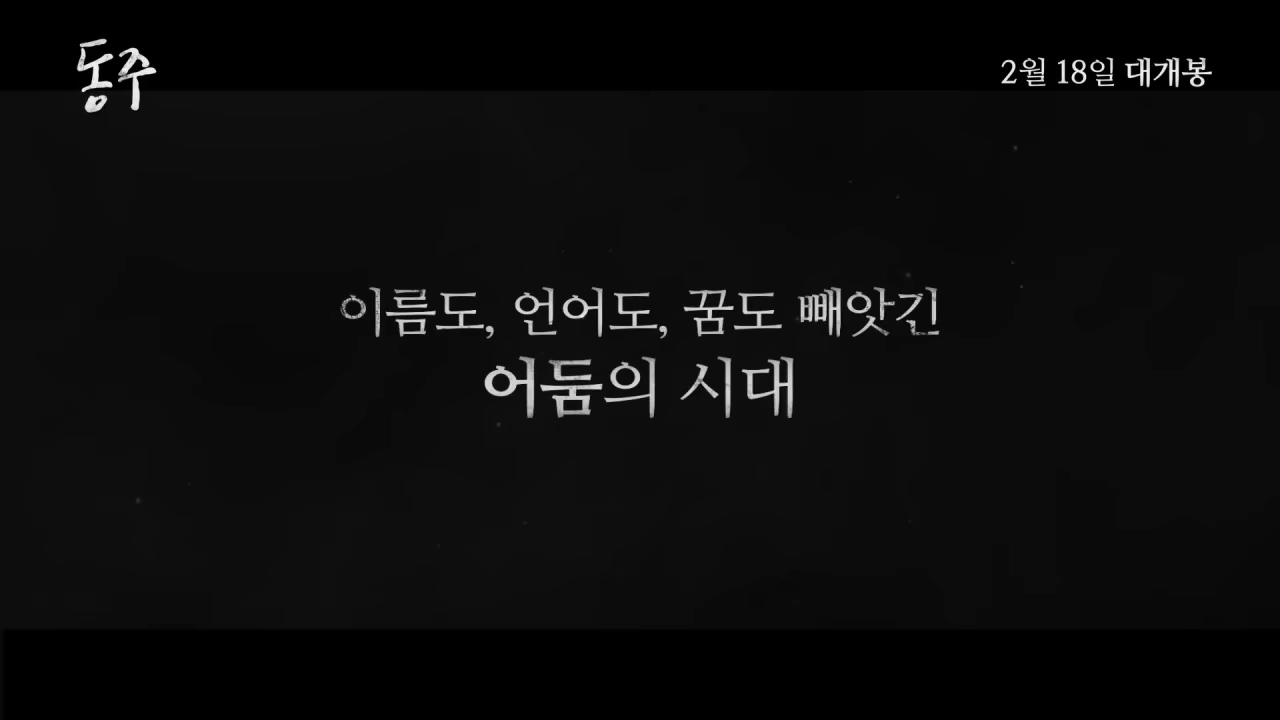 동주
2월 18일 대개봉
이름도, 언어도, 꿈도 빼앗긴
어둠의 시대